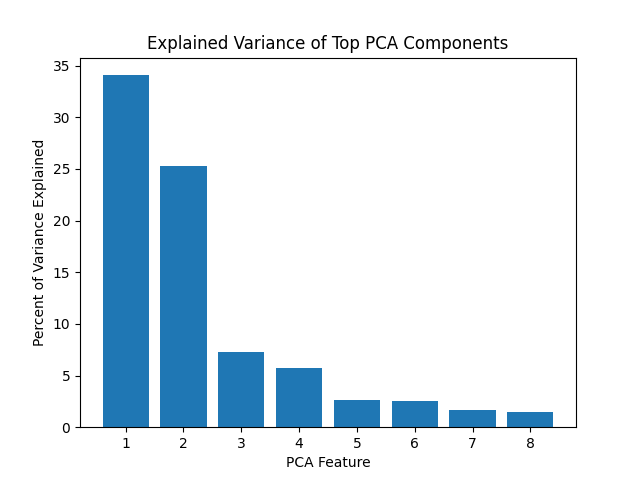 Explained Variance of Top PCA Components
35
30
25
20
15
10
5
0
Percent of Variance Explained
1 2 3 4 5 6 7 8
PCA Feature